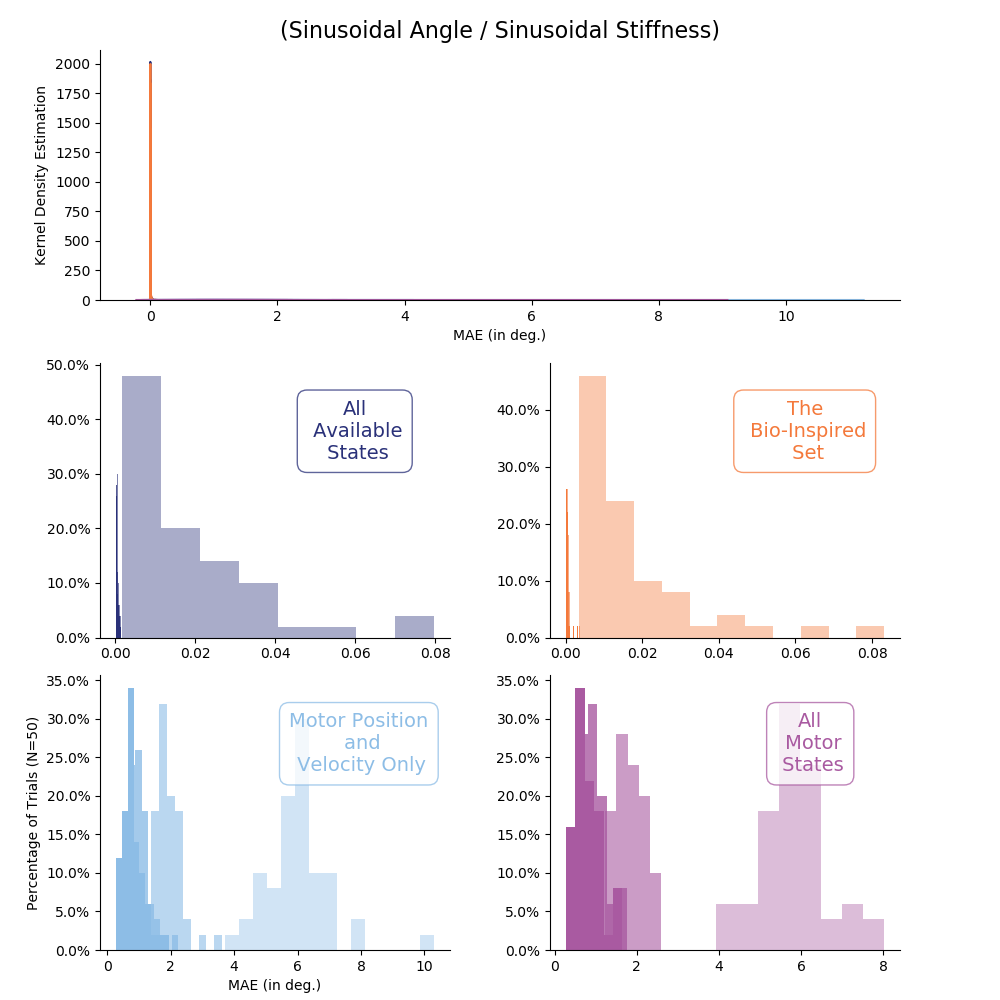 (Sinusoidal Angle / Sinusoidal Stiffness)
Kernel Density Estimation
2000
1750
1500
1250
1000
750
500
250
0
0 2 4 6 8 10
MAE (in deg.)
50.0%
40.0%
30.0%
20.0%
10.0%
0.0%
0.00 0.02 0.04 0.06 0.08
All
Available
States
40.0%
30.0%
20.0%
10.0%
0.0%
0.00 0.02 0.04 0.06 0.08
The
Bio-Inspired
Set
Percentage of Trials (N=50)
35.0%
30.0%
25.0%
20.0%
15.0%
10.0%
5.0%
0.0%
0 2 4 6 8 10
MAE (in deg.)
Motor Position
and
Velocity Only
35.0%
30.0%
25.0%
20.0%
15.0%
10.0%
5.0%
0.0%
0 2 4 6 8
All
Motor
States